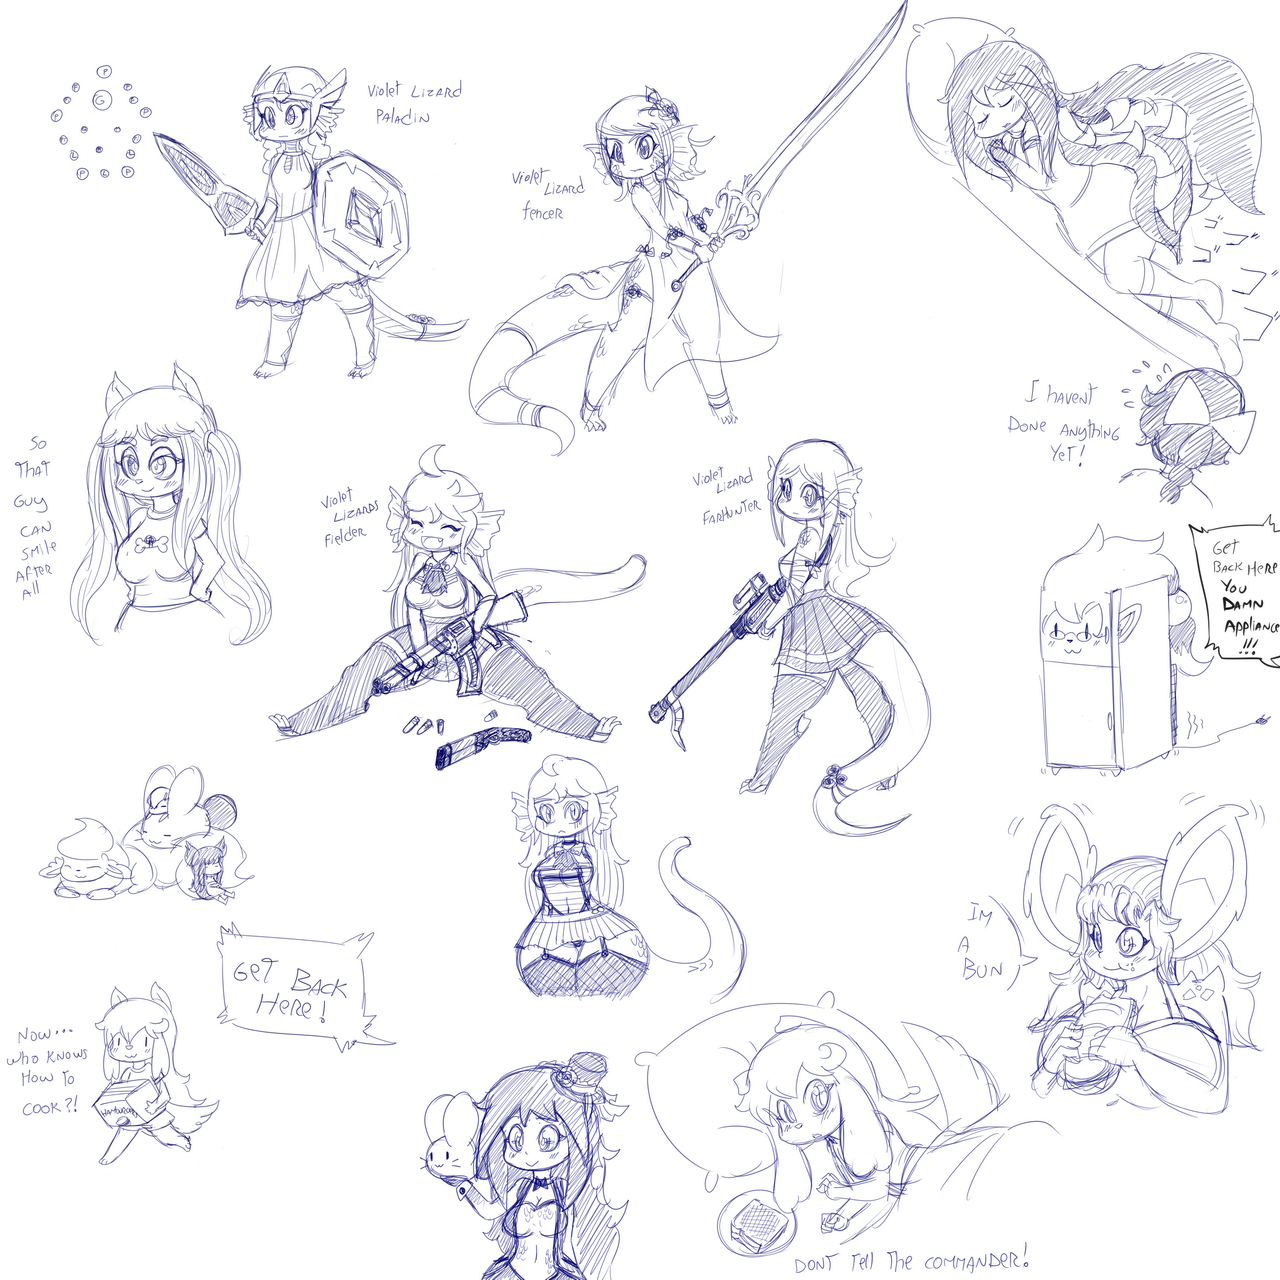 Violet Lizard
Paladin
Violet
Lizard
fencer
I havent
Done anything
Yet!
So
That
Guy
Can
Smile
After
All
Violet
Lizards
fielder
Violet
Lizard
Farhunter
Get
Back Here
You
Damn
Appliance
!!!
Im
A
Bun
Get Back
Here!
Now...
Who knows
How to
cook?!
Dont Tell The Commander!